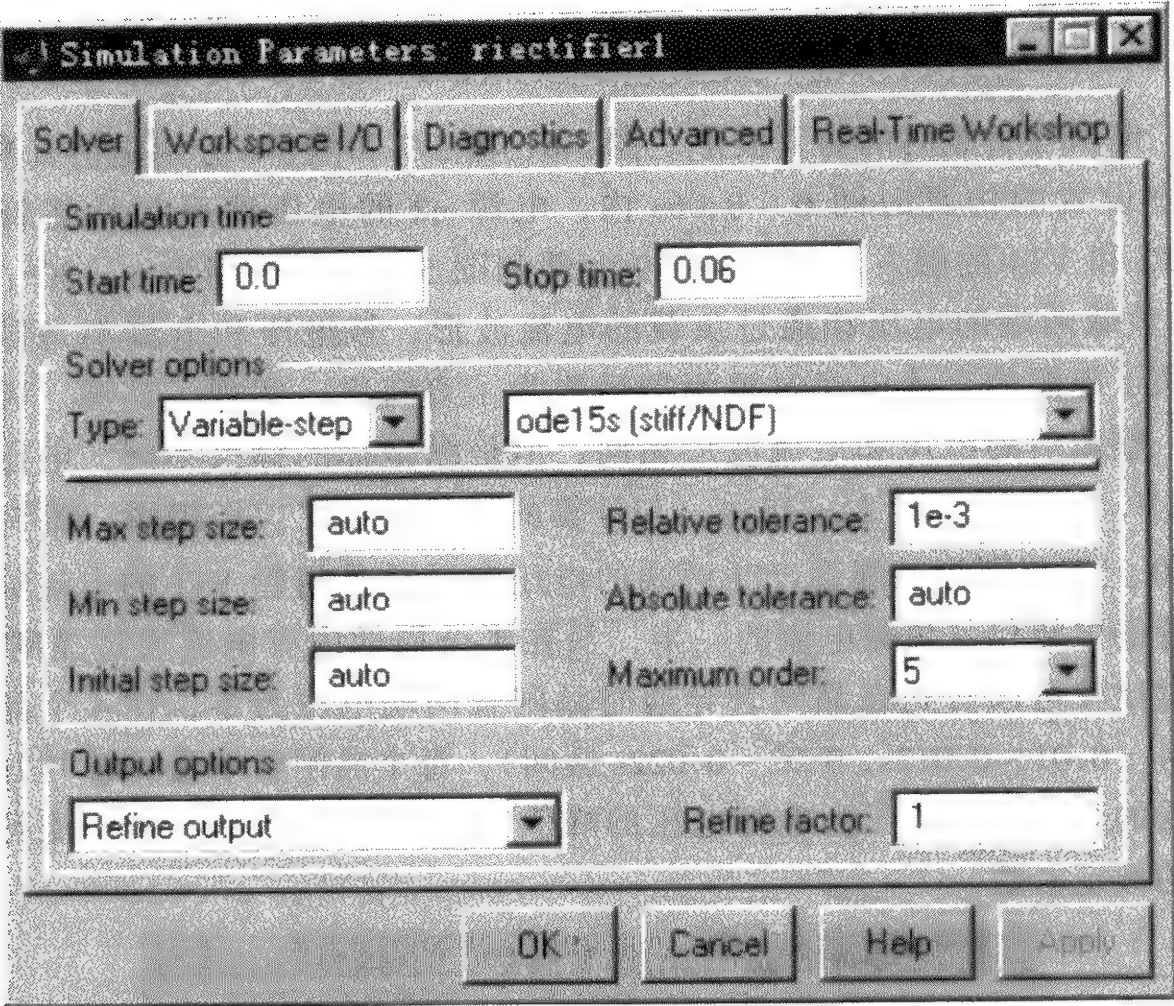 Simulation Parameters: riectifier1
Solver Workspace I/O Diagnostics Advanced Real-Time Workshop
Simulation time
Start time: 0.0 Stop time: 0.06
Solver options
Type: Variable-step ode15s (stiff/NDF)
Max step size: auto Relative tolerance: 1e-3
Min step size: auto Absolute tolerance: auto
Initial step size: auto Maximum order: 5
Output options
Refine output Refine factor: 1
OK Cancel Help Apply